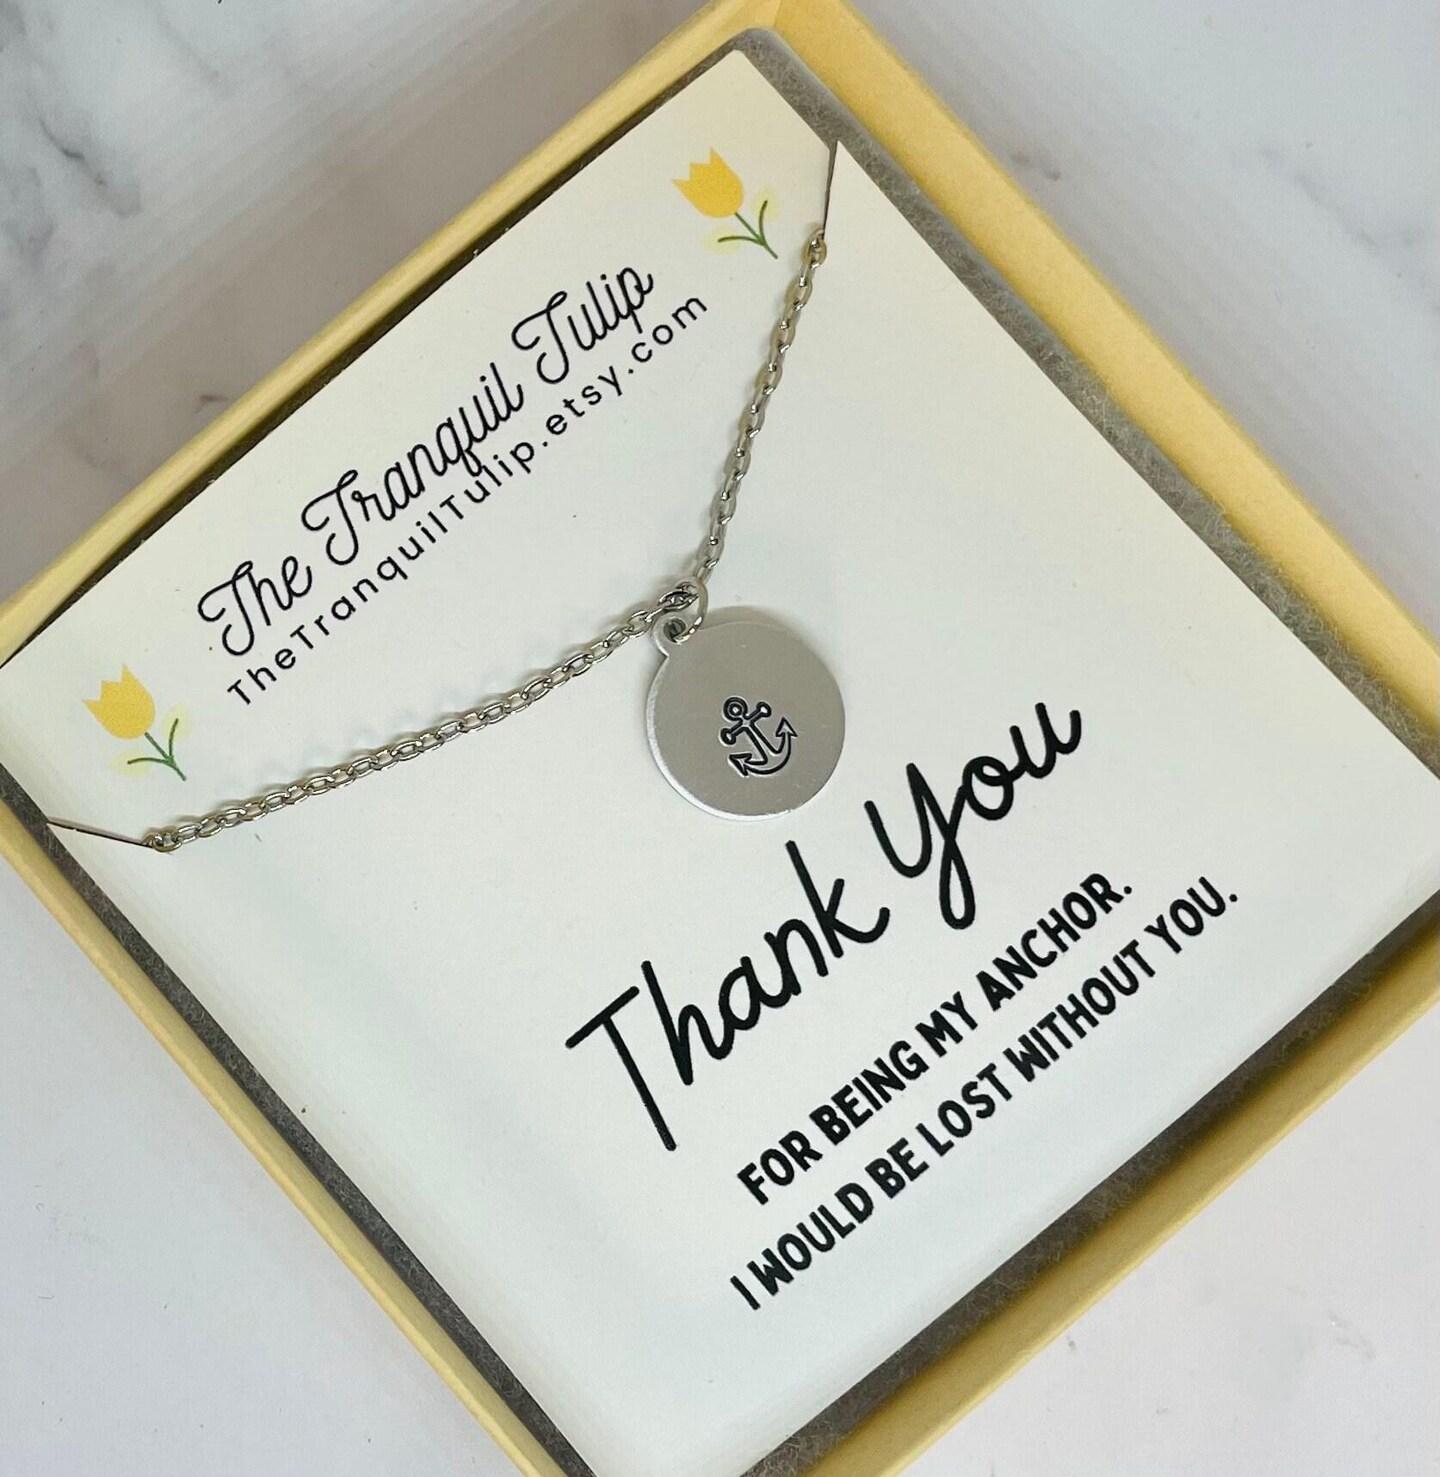 The Tranquil Tulip
TheTranquilTulip.etsy.com
Thank You
FOR BEING MY ANCHOR.
I WOULD BE LOST WITHOUT YOU.